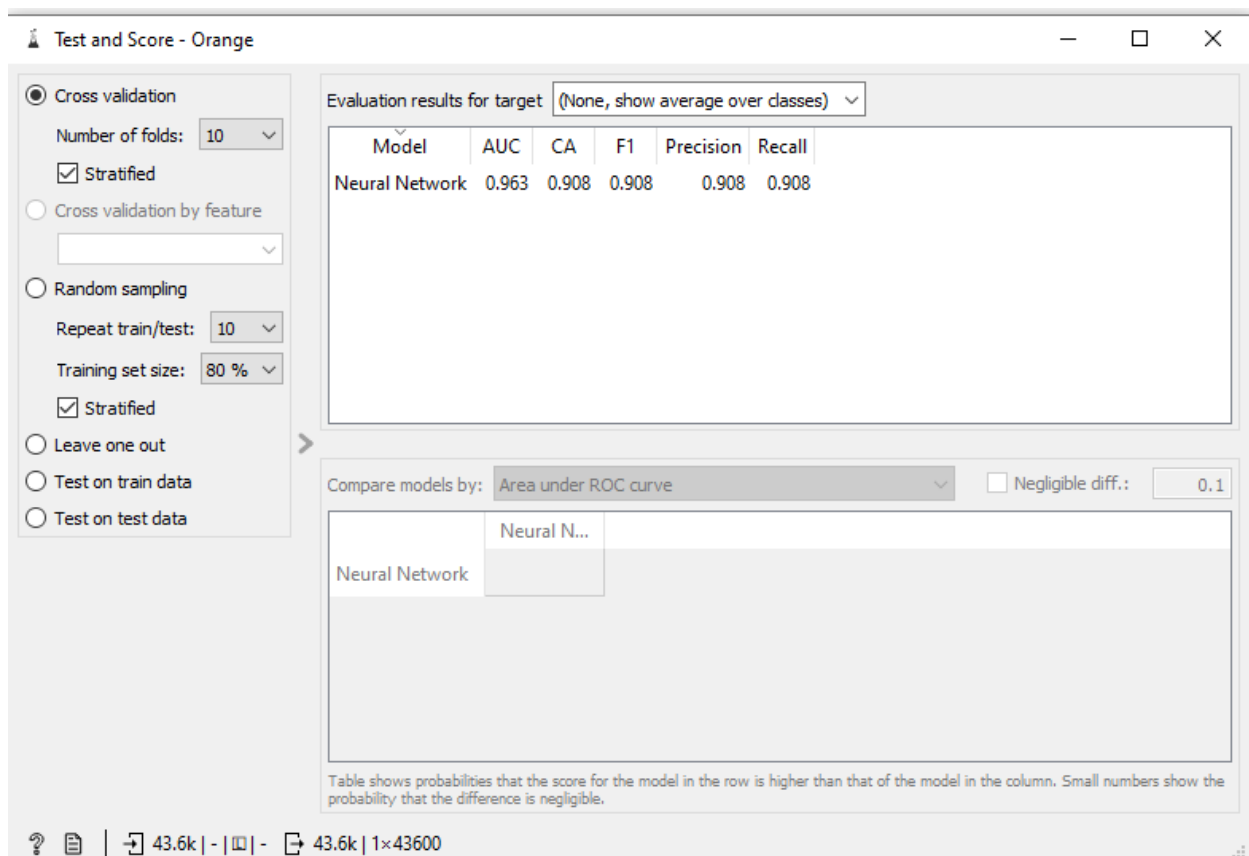 Test and Score - Orange
Cross validation
Number of folds: 10
Stratified
Cross validation by feature
Random sampling
Repeat train/test: 10
Training set size: 80 %
Stratified
Leave one out
Test on train data
Test on test data
>
Evaluation results for target (None, show average over classes)
Model AUC CA F1 Precision Recall
Neural Network 0.963 0.908 0.908 0.908 0.908
Compare models by: Area under ROC curve Negligible diff.: 0.1
Neural N...
Neural Network
Table shows probabilities that the score for the model in the row is higher than that of the model in the column. Small numbers show the
probability that the difference is negligible.
? 43.6k | - | - 43.6k | 1×43600